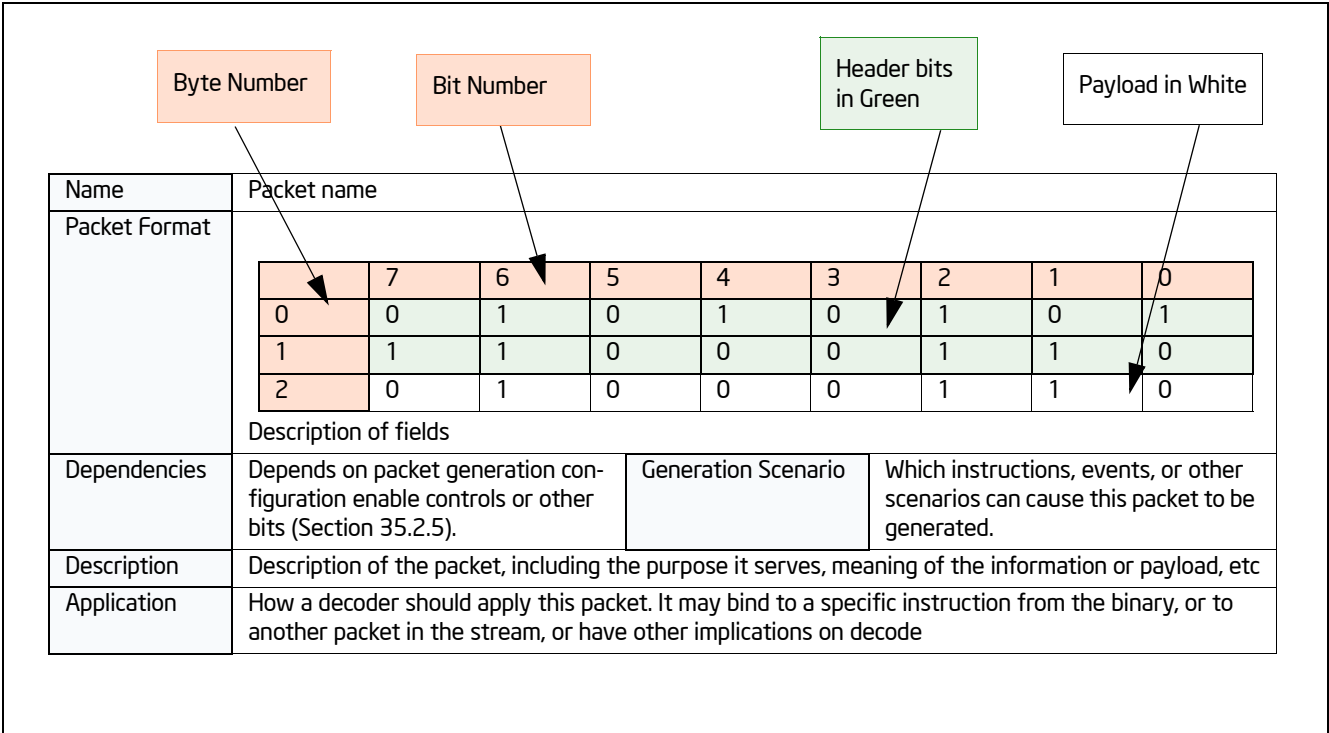 Byte Number
Bit Number
Header bits
in Green
Payload in White
Name
Packet name
Packet Format
7 6 5 4 3 2 1 0
0 0 1 0 1 0 1 0 1
1 1 1 0 0 0 1 1 0
2 0 1 0 0 0 1 1 0
Description of fields
Dependencies
Depends on packet generation con-
figuration enable controls or other
bits (Section 35.2.5).
Generation Scenario
Which instructions, events, or other
scenarios can cause this packet to be
generated.
Description
Description of the packet, including the purpose it serves, meaning of the information or payload, etc
Application
How a decoder should apply this packet. It may bind to a specific instruction from the binary, or to
another packet in the stream, or have other implications on decode